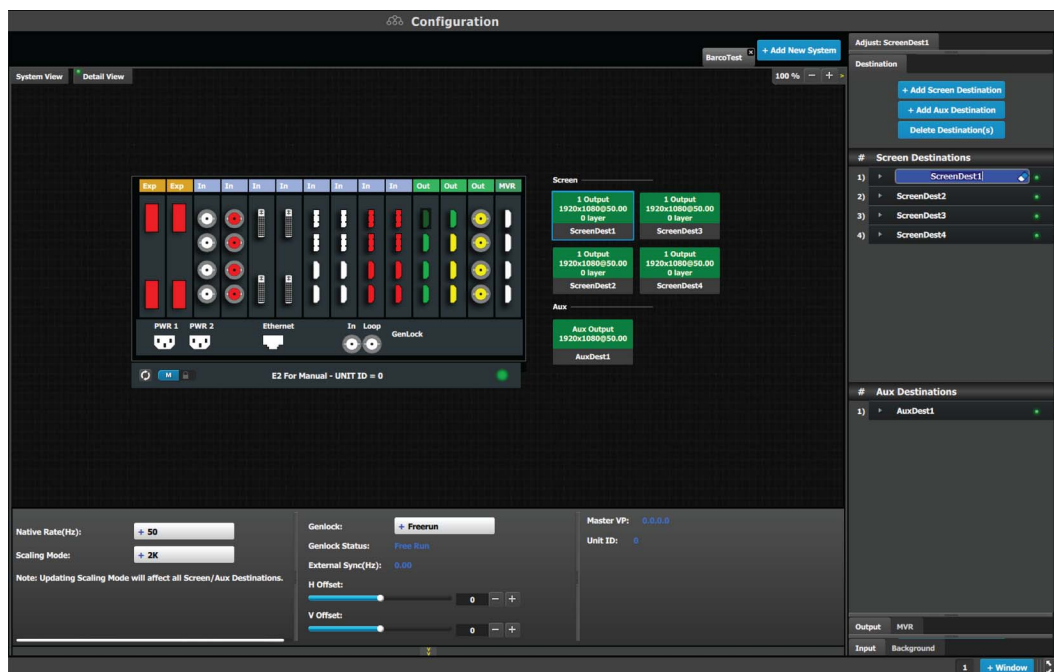 Configuration
BarcoTest
+ Add New System
System View
Detail View
100 % − +
Adjust: ScreenDest1
Destination
+ Add Screen Destination
+ Add Aux Destination
Delete Destination(s)
# Screen Destinations
1) ScreenDest1
2) ScreenDest2
3) ScreenDest3
4) ScreenDest4
# Aux Destinations
1) AuxDest1
Exp Exp In In In In In In In In Out Out Out MVR
PWR 1 PWR 2 Ethernet In Loop GenLock
M
E2 For Manual - UNIT ID = 0
Screen
1 Output
1920x1080@50.00
0 layer
ScreenDest1
1 Output
1920x1080@50.00
0 layer
ScreenDest3
1 Output
1920x1080@50.00
0 layer
ScreenDest2
1 Output
1920x1080@50.00
0 layer
ScreenDest4
Aux
Aux Output
1920x1080@50.00
AuxDest1
Native Rate(Hz): + 50
Scaling Mode: + 2K
Note: Updating Scaling Mode will affect all Screen/Aux Destinations.
Genlock: + Freerun
Genlock Status: Free Run
External Sync(Hz): 0.00
H Offset:
0 − +
V Offset:
0 − +
Master VP: 0.0.0.0
Unit ID: 0
Output MVR
Input Background
1 + Window